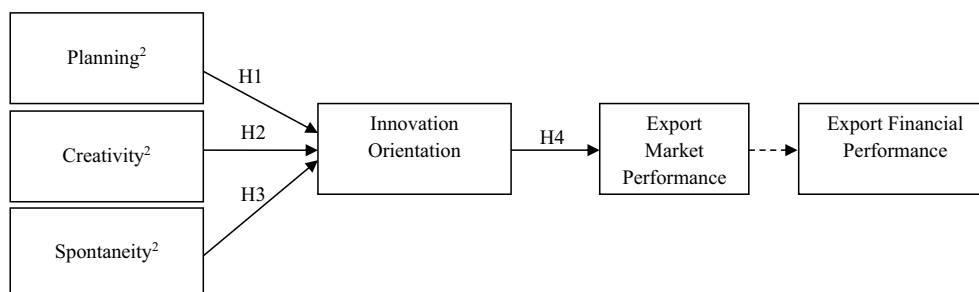 Planning²
H1
Creativity²
H2
Spontaneity²
H3
Innovation
Orientation
H4
Export
Market
Performance
Export Financial
Performance